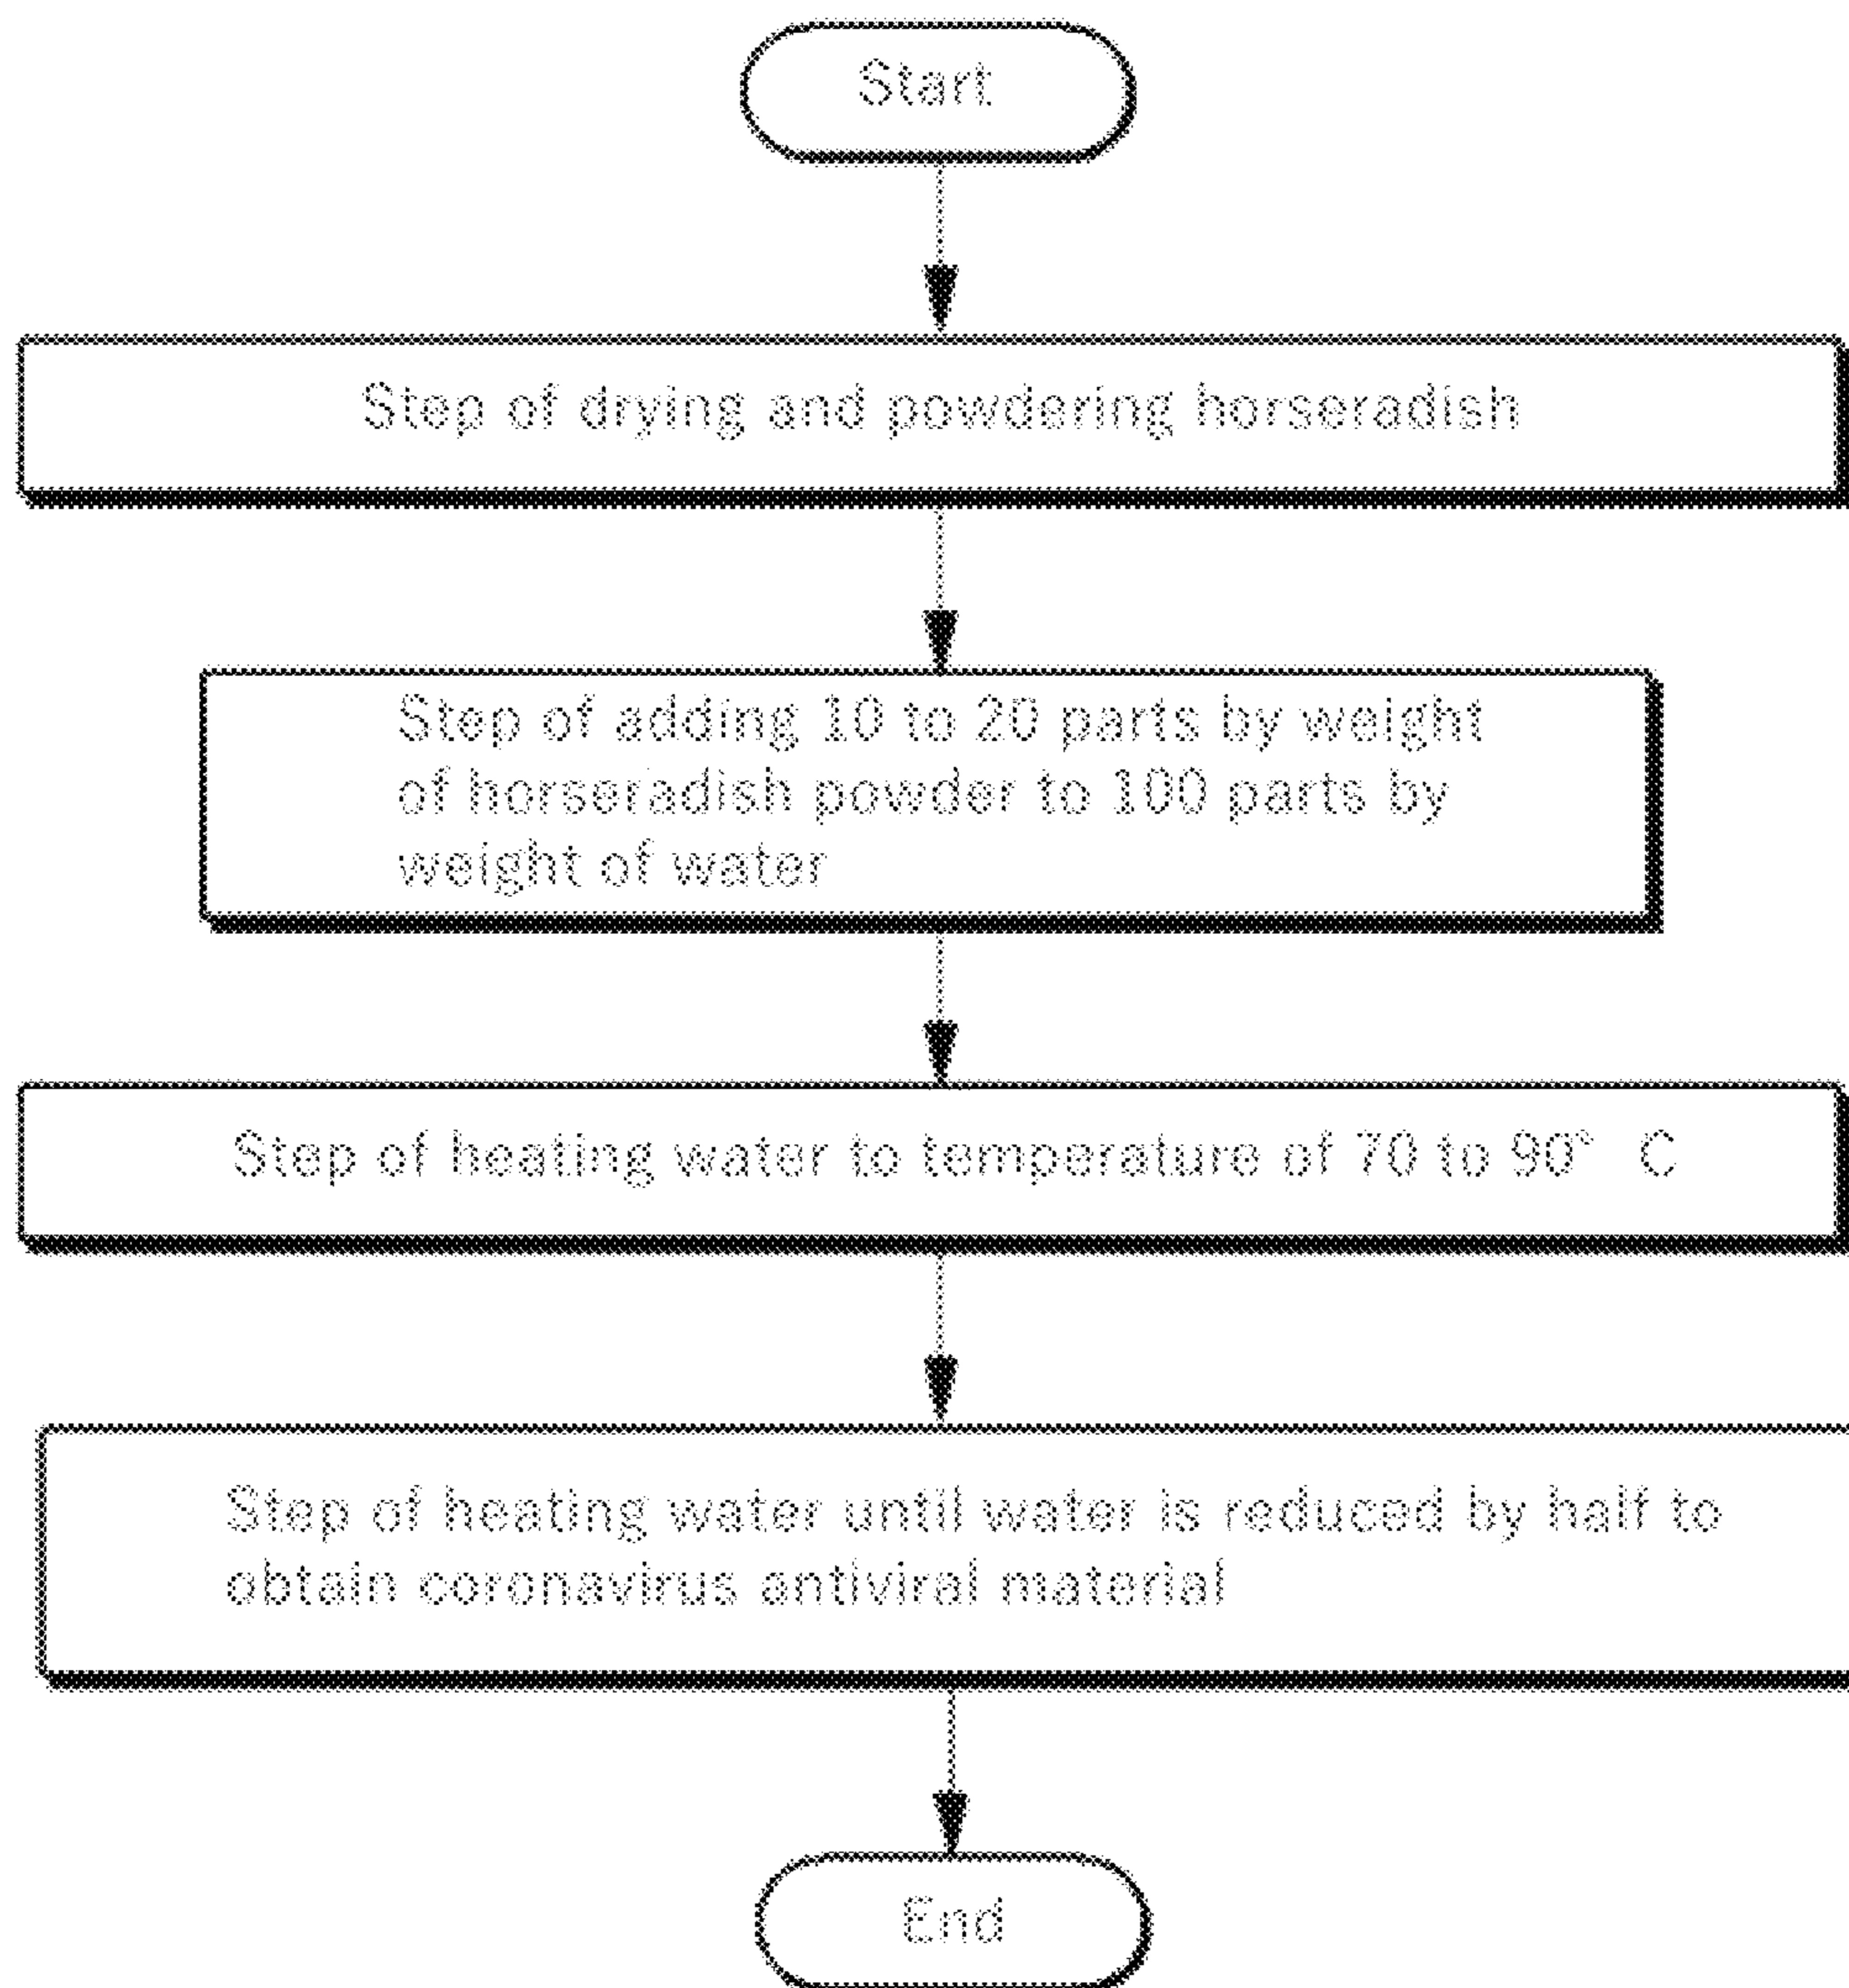 Start
Step of drying and powdering horseradish
Step of adding 10 to 20 parts by weight
of horseradish powder to 100 parts by
weight of water
Step of heating water to temperature of 70 to 90° C
Step of heating water until water is reduced by half to
obtain coronavirus antiviral material
End